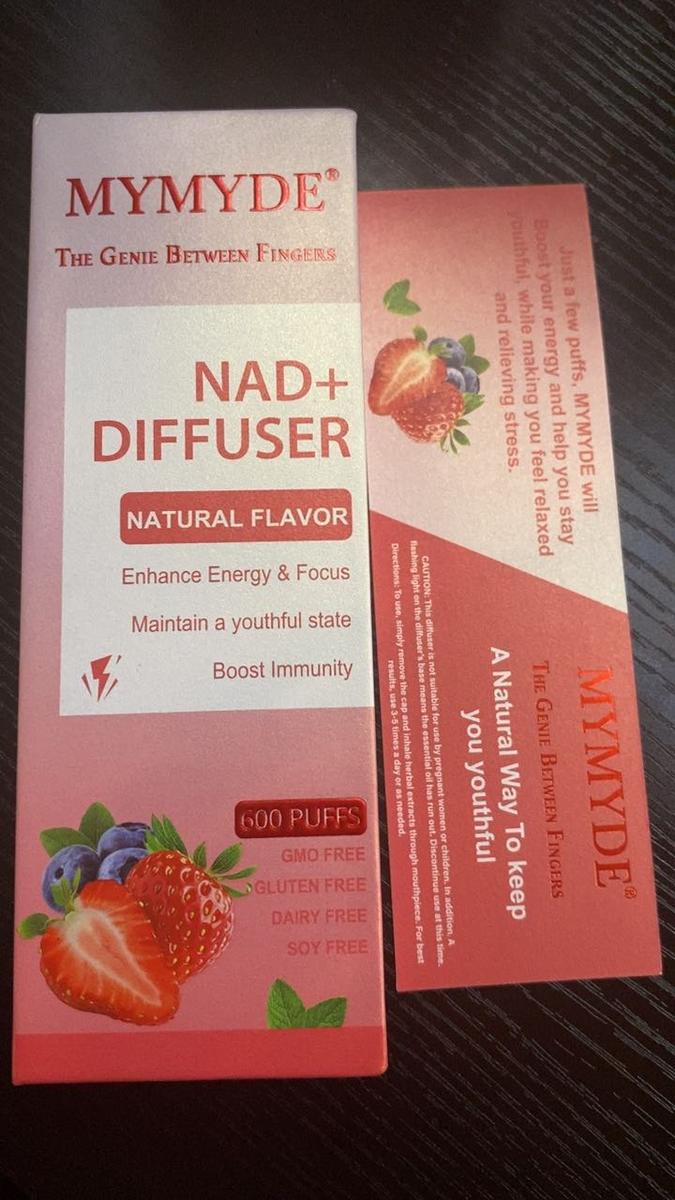 MYMYDE®
THE GENIE BETWEEN FINGERS
NAD+
DIFFUSER
NATURAL FLAVOR
Enhance Energy & Focus
Maintain a youthful state
Boost Immunity
600 PUFFS
GMO FREE
GLUTEN FREE
DAIRY FREE
SOY FREE
Just a few puffs, MYMYDE will
Boost your energy and help you stay
youthful, while making you feel relaxed
and relieving stress.
MYMYDE®
THE GENIE BETWEEN FINGERS
A Natural Way To keep
you youthful
CAUTION: This diffuser is not suitable for use by pregnant women or children. In addition, A
flashing light on the diffuser's base means the essential oil has run out. Discontinue use at this time.
Directions: To use, simply remove the cap and inhale herbal extracts through mouthpiece. For best
results, use 3-5 times a day or as needed.